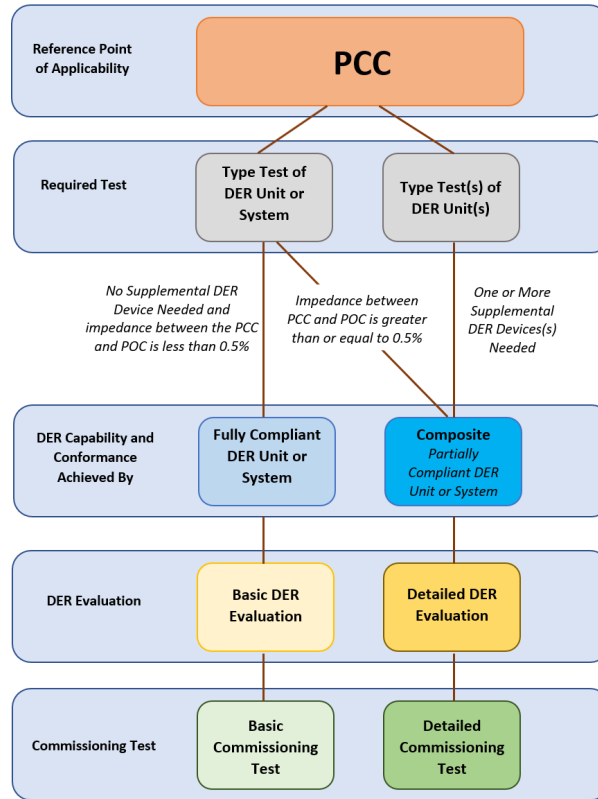 Reference Point
of Applicability
PCC
Required Test
Type Test of
DER Unit or
System
Type Test(s) of
DER Unit(s)
No Supplemental DER
Device Needed and
impedance between the PCC
and POC is less than 0.5%
Impedance between
PCC and POC is greater
than or equal to 0.5%
One or More
Supplemental
DER Devices(s)
Needed
DER Capability and
Conformance
Achieved By
Fully Compliant
DER Unit or
System
Composite
Partially
Compliant DER
Unit or System
DER Evaluation
Basic DER
Evaluation
Detailed DER
Evaluation
Commissioning Test
Basic
Commissioning
Test
Detailed
Commissioning
Test